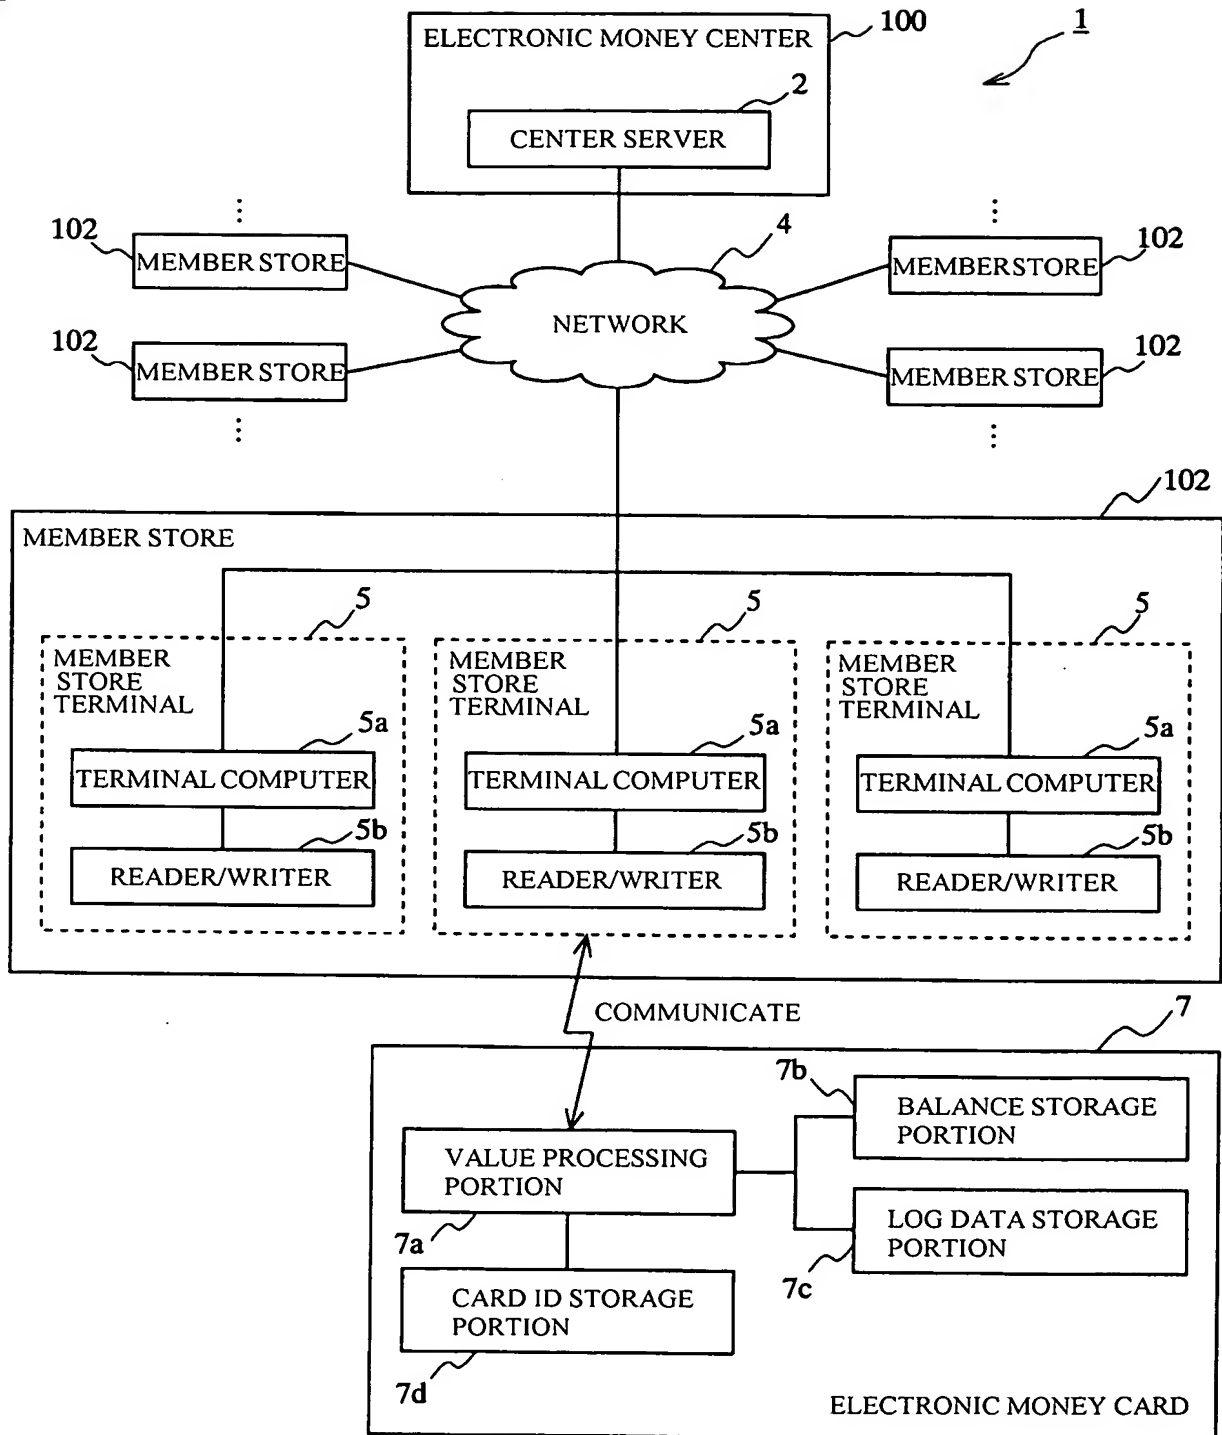 100
1
ELECTRONIC MONEY CENTER
2
CENTER SERVER
102
MEMBER STORE
4
102
MEMBERSTORE
NETWORK
102
MEMBER STORE
102
MEMBER STORE
102
MEMBER STORE
5
5
5
MEMBER
STORE
TERMINAL
MEMBER
STORE
TERMINAL
MEMBER
STORE
TERMINAL
5a
5a
5a
TERMINAL COMPUTER
TERMINAL COMPUTER
TERMINAL COMPUTER
5b
5b
5b
READER/WRITER
READER/WRITER
READER/WRITER
COMMUNICATE
7
7b
BALANCE STORAGE
PORTION
VALUE PROCESSING
PORTION
7a
LOG DATA STORAGE
PORTION
7c
CARD ID STORAGE
PORTION
7d
ELECTRONIC MONEY CARD